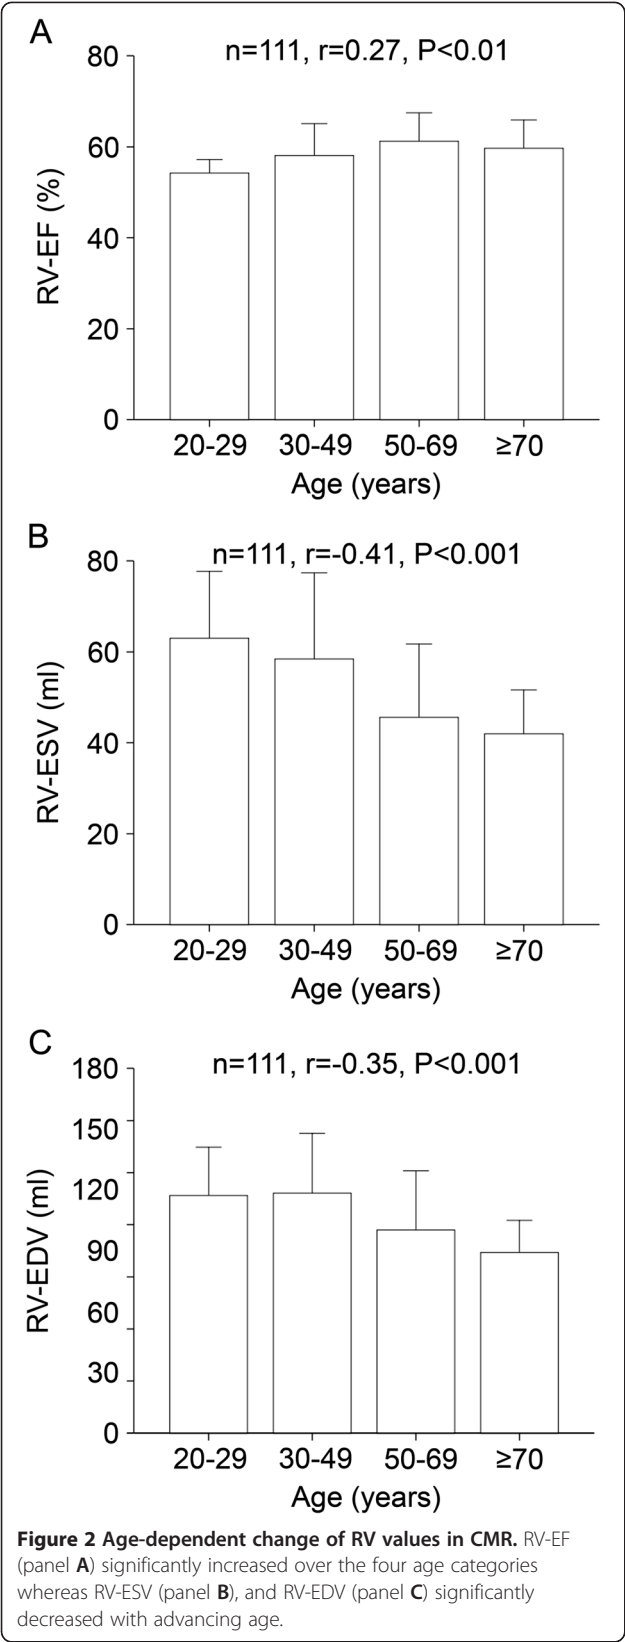 A
n=111, r=0.27, P<0.01
80
60
40
20
0
RV-EF (%)
20-29 30-49 50-69 ≥70
Age (years)
B
n=111, r=-0.41, P<0.001
80
60
40
20
0
RV-ESV (ml)
20-29 30-49 50-69 ≥70
Age (years)
C
n=111, r=-0.35, P<0.001
180
150
120
90
60
30
0
RV-EDV (ml)
20-29 30-49 50-69 ≥70
Age (years)
Figure 2 Age-dependent change of RV values in CMR. RV-EF
(panel A) significantly increased over the four age categories
whereas RV-ESV (panel B), and RV-EDV (panel C) significantly
decreased with advancing age.